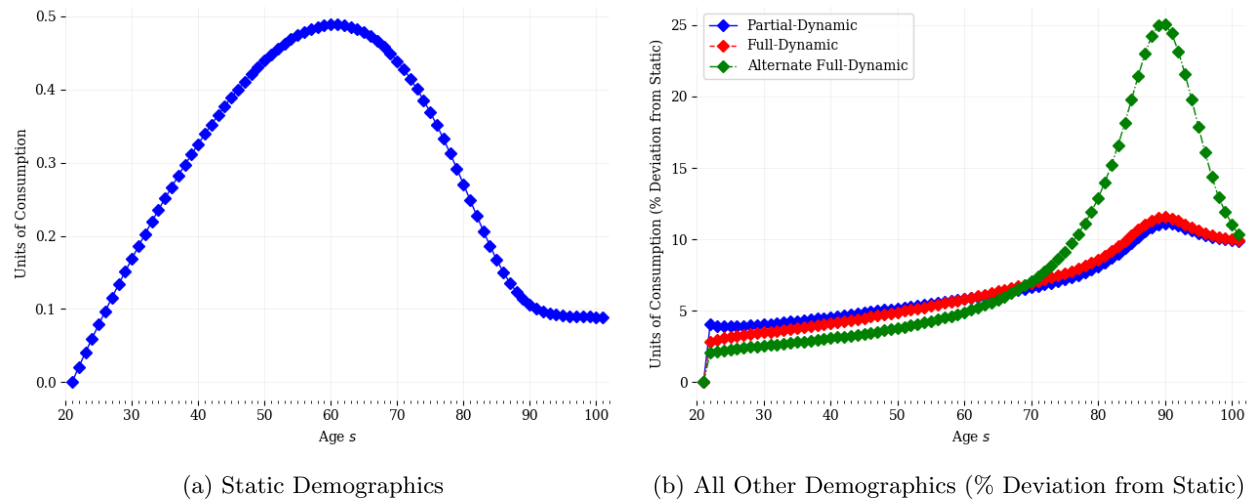 0.5
0.4
0.3
0.2
0.1
0.0
Units of Consumption
20 30 40 50 60 70 80 90 100
Age s
(a) Static Demographics
25
20
15
10
5
0
Units of Consumption (% Deviation from Static)
Partial-Dynamic
Full-Dynamic
Alternate Full-Dynamic
20 30 40 50 60 70 80 90 100
Age s
(b) All Other Demographics (% Deviation from Static)